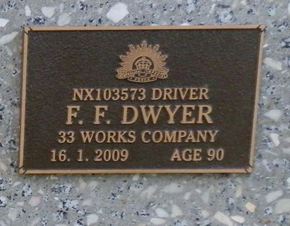 NX103573 DRIVER
F. F. DWYER
33 WORKS COMPANY
16. 1. 2009 AGE 90